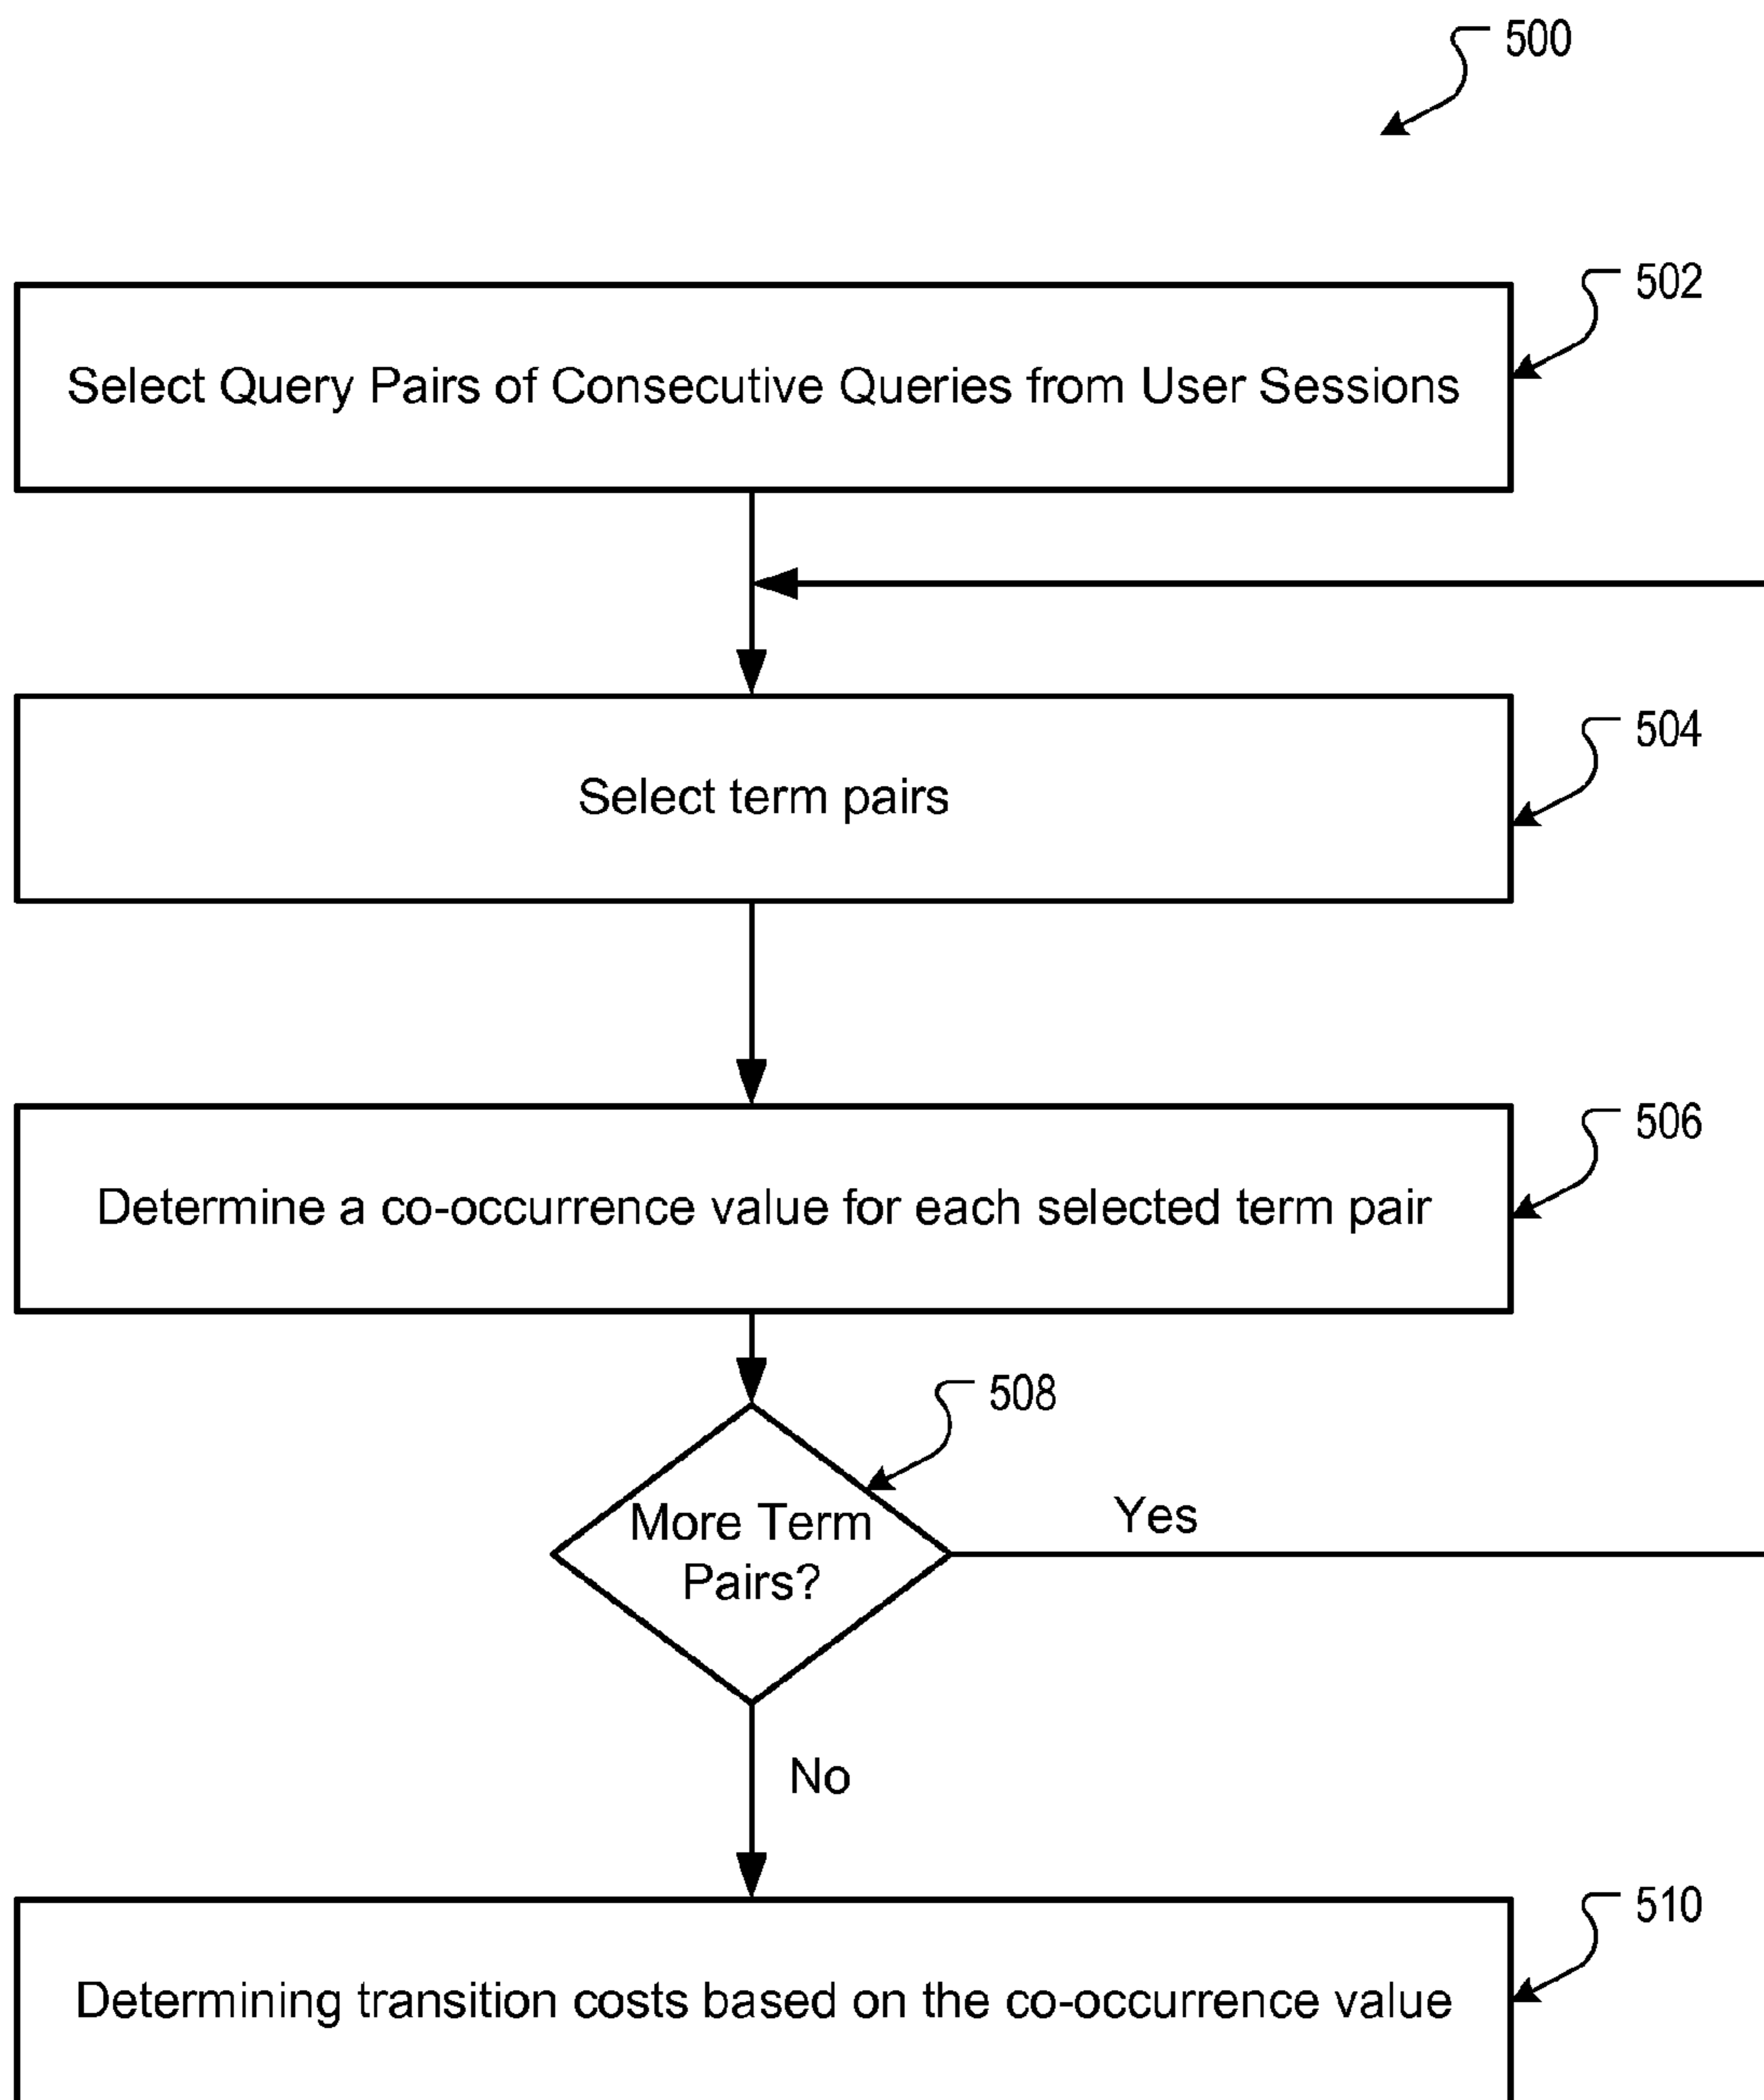 500
502
Select Query Pairs of Consecutive Queries from User Sessions
504
Select term pairs
506
Determine a co-occurrence value for each selected term pair
508
More Term
Pairs?
Yes
No
510
Determining transition costs based on the co-occurrence value